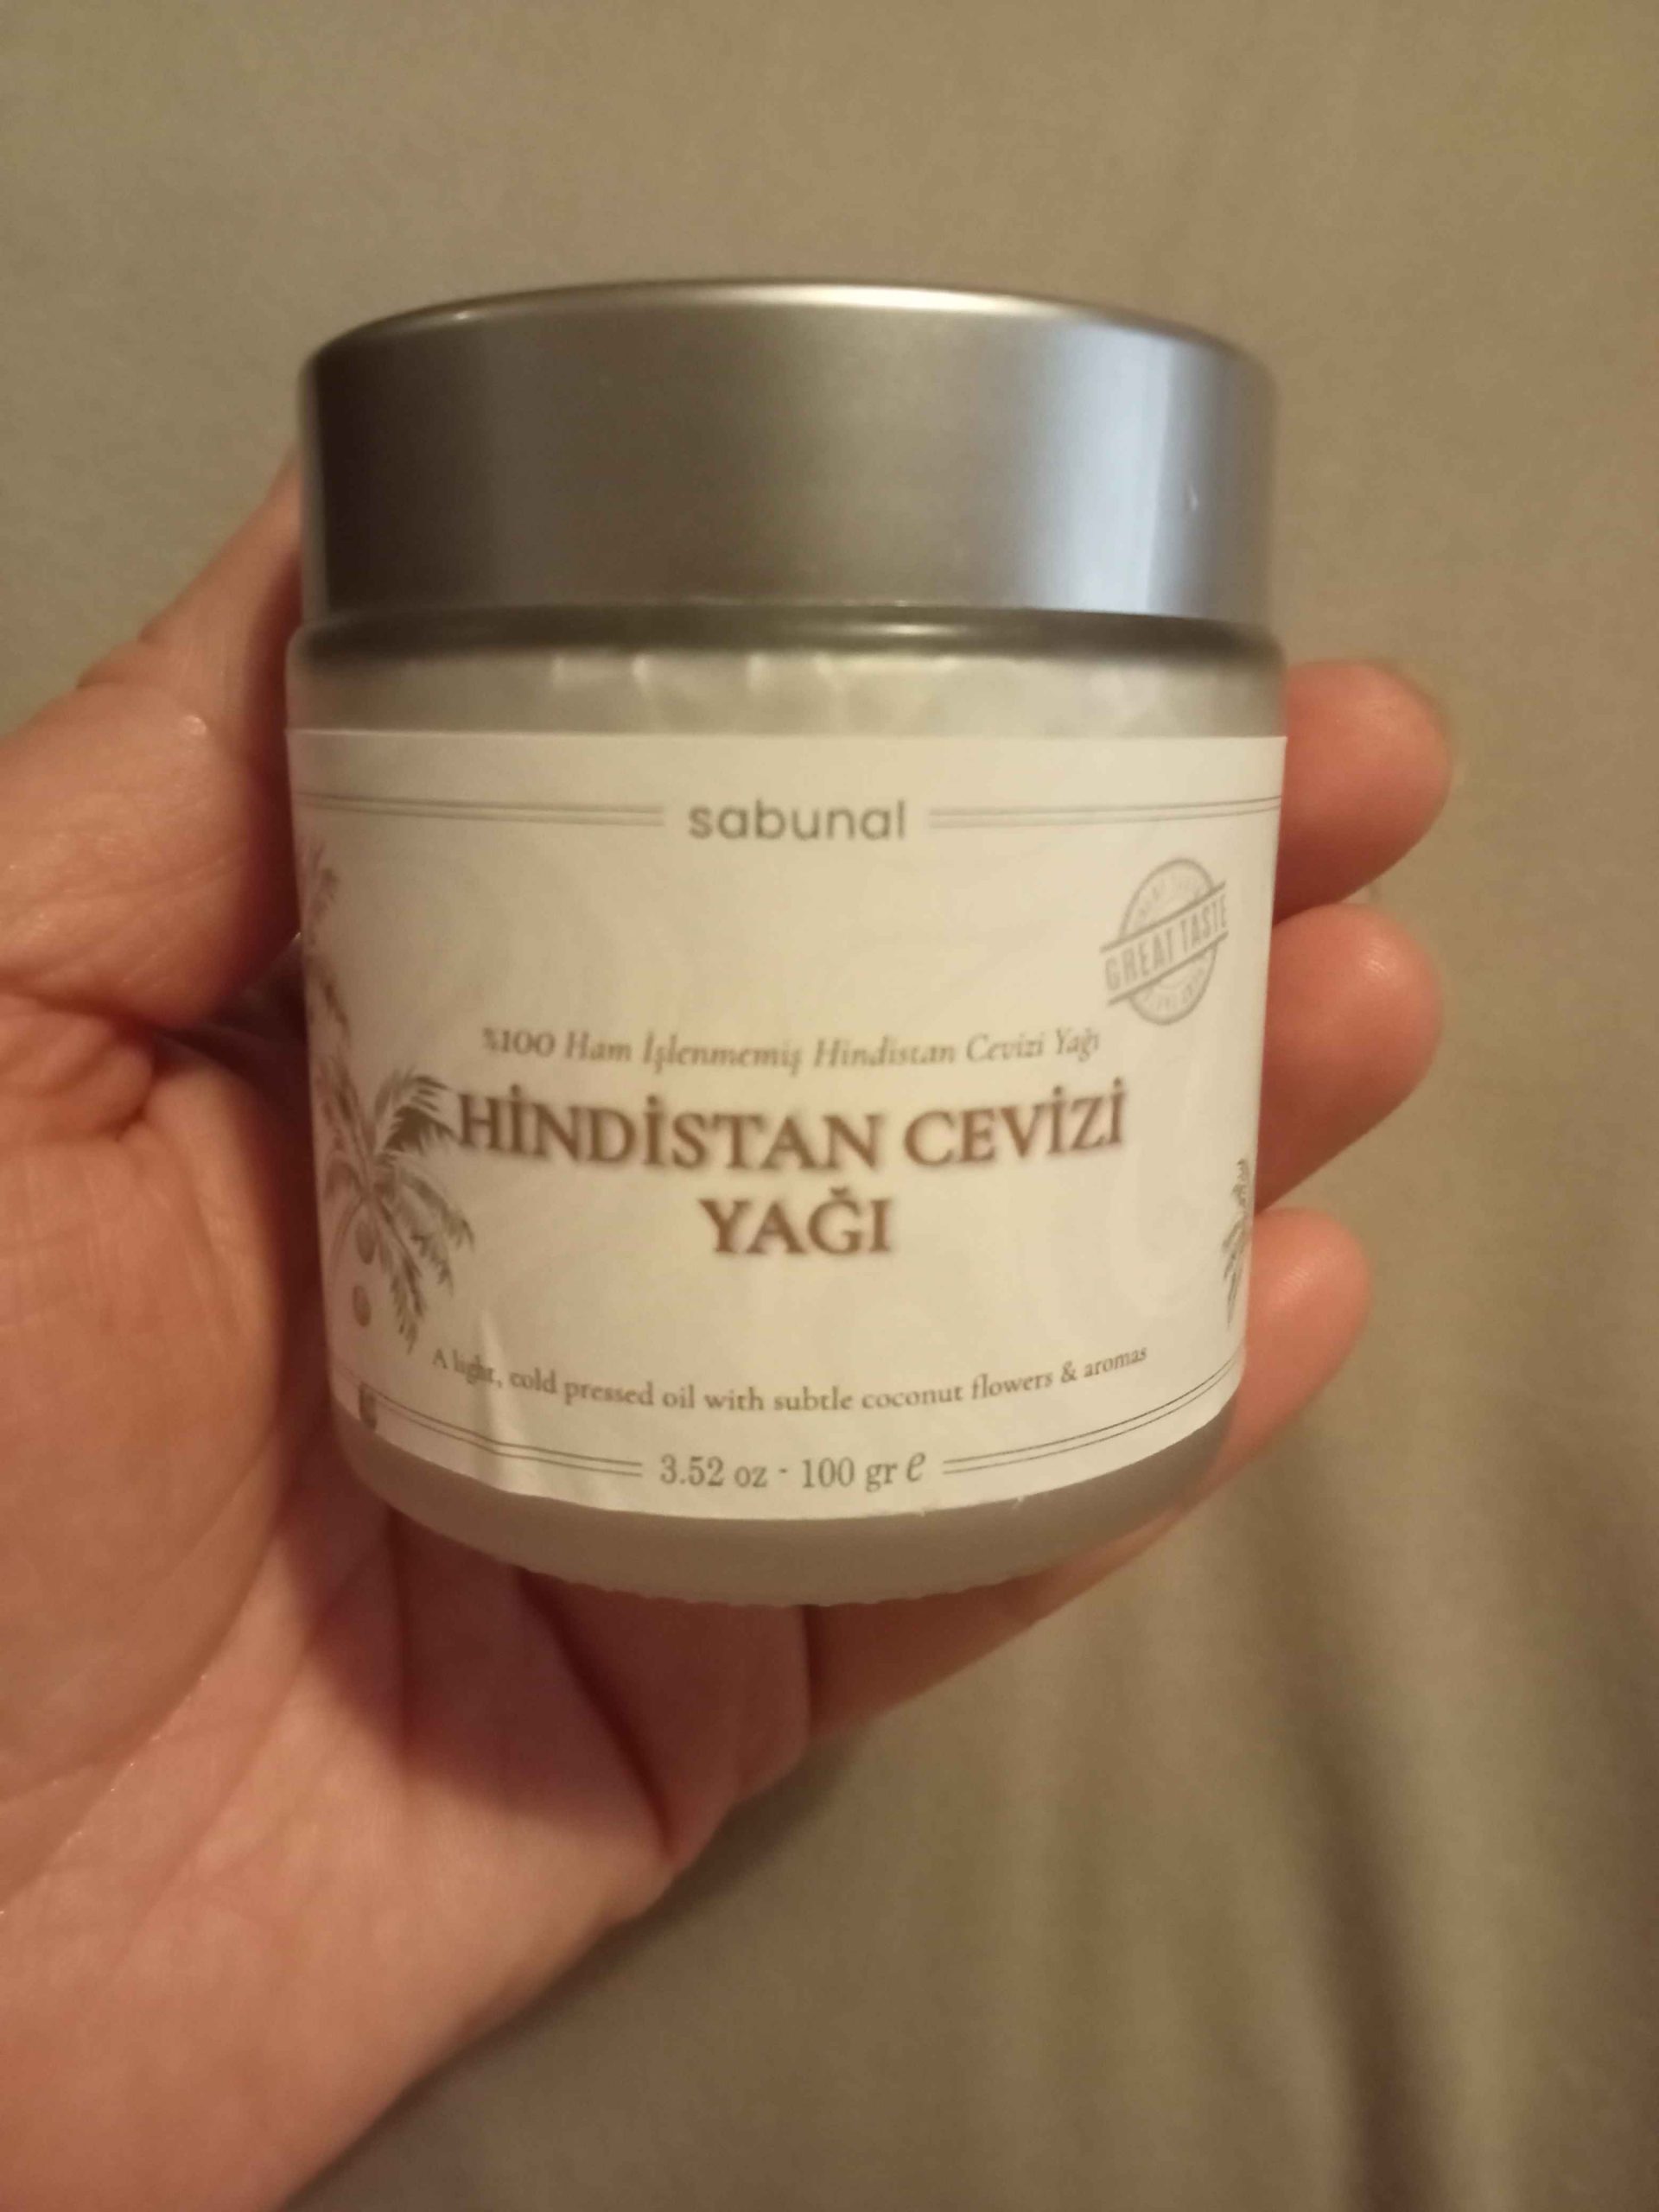 sabunal
GREAT TASTE
%100 Ham İşlenmemiş Hindistan Cevizi Yağı
HİNDİSTAN CEVİZİ
YAĞI
A light, cold pressed oil with subtle coconut flowers & aromas
3.52 oz - 100 gr e